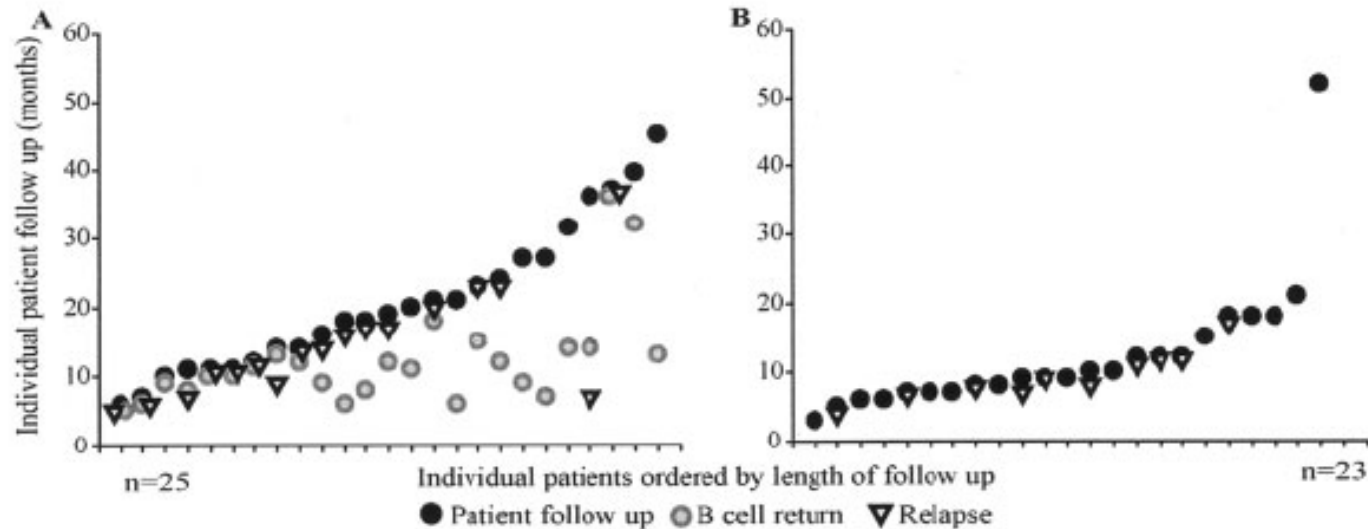 A
B
Individual patient follow up (months)
60
50
40
30
20
10
0
60
50
40
30
20
10
0
n=25
Individual patients ordered by length of follow up
n=23
Patient follow up
B cell return
Relapse